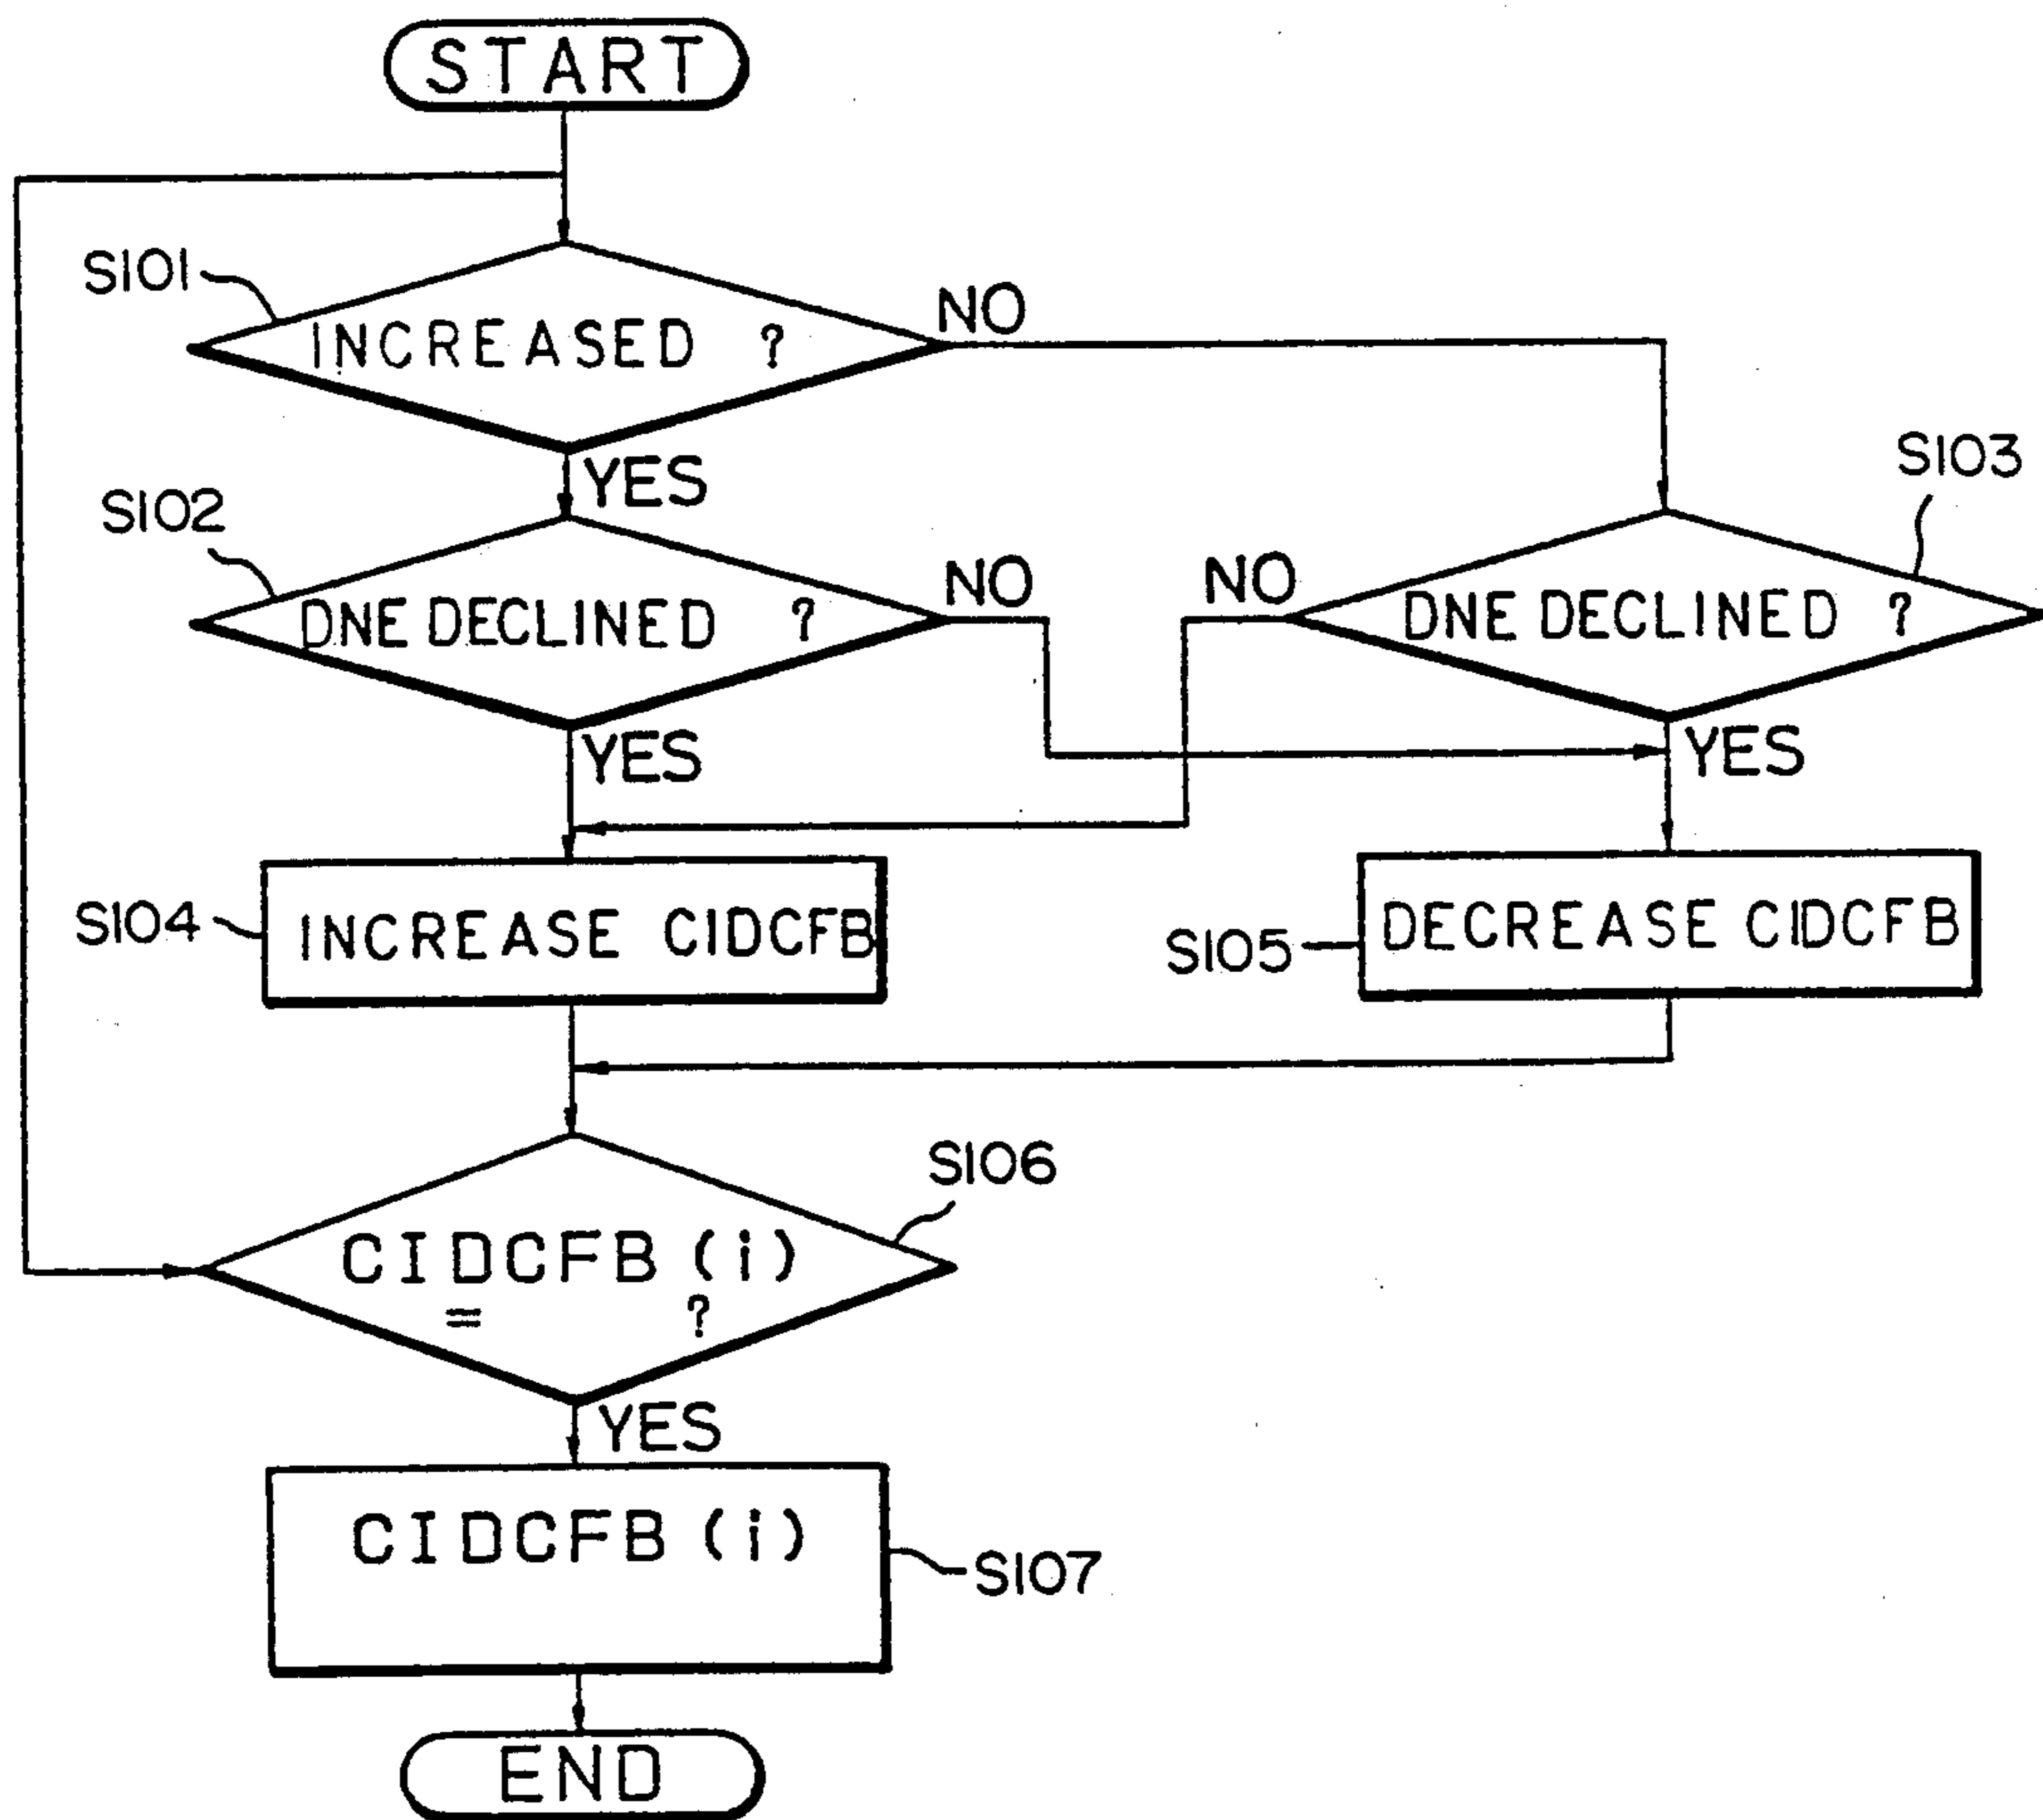 START
S101
INCREASED ?
NO
YES
S102
DNE DECLINED ?
NO
YES
S103
DNE DECLINED ?
NO
YES
S104
INCREASE CIDCFB
S105
DECREASE CIDCFB
S106
CIDCFB (i)
= ?
YES
CIDCFB (i)
S107
END